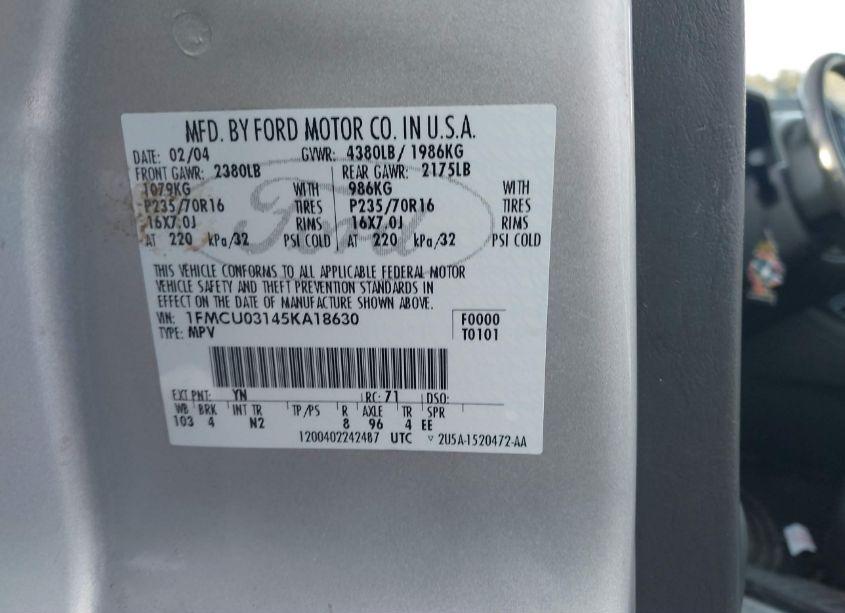 MFD. BY FORD MOTOR CO. IN U.S.A.
DATE: 02/04 GVWR: 4380LB/ 1986KG
FRONT GAWR: 2380LB REAR GAWR: 2175LB
1079KG WITH 986KG WITH
P235/70R16 TIRES P235/70R16 TIRES
16X7.0J RIMS 16X7.0J RIMS
AT 220 kPa/32 PSI COLD AT 220 kPa/32 PSI COLD
Ford
THIS VEHICLE CONFORMS TO ALL APPLICABLE FEDERAL MOTOR
VEHICLE SAFETY AND THEFT PREVENTION STANDARDS IN
EFFECT ON THE DATE OF MANUFACTURE SHOWN ABOVE.
VIN: 1FMCU03145KA18630 F0000
TYPE: MPV T0101
EXT PNT: YN RC: 71 DSO:
WB BRK INT TR TP/PS R AXLE TR SPR
103 4 N2 8 96 4 EE
1200402242487 UTC ▽ 2U5A-1520472-AA